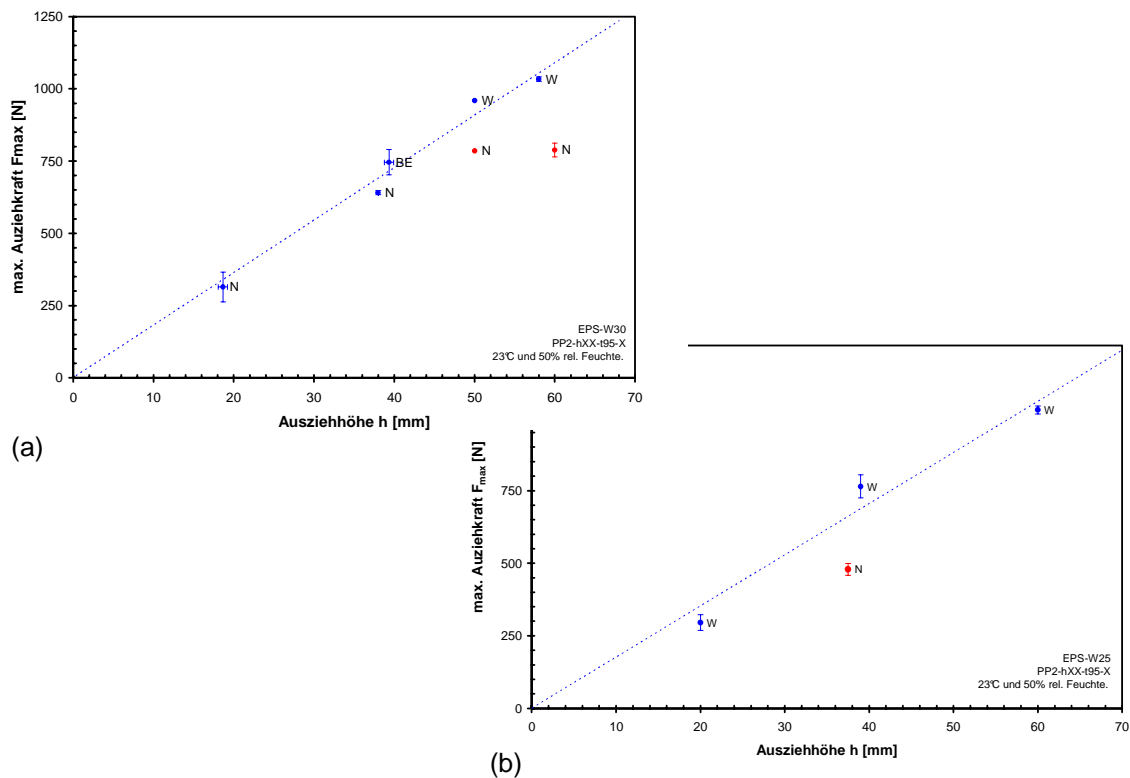 1250
1000
750
500
250
0
max. Auziehkraft Fmax [N]
W
W
N
N
BE
N
N
EPS-W30
PP2-hXX-t95-X
23°C und 50% rel. Feuchte.
0 10 20 30 40 50 60 70
Ausziehhöhe h [mm]
(a)
750
500
250
0
max. Auziehkraft Fmax [N]
W
W
N
W
EPS-W25
PP2-hXX-t95-X
23°C und 50% rel. Feuchte.
0 10 20 30 40 50 60 70
Ausziehhöhe h [mm]
(b)